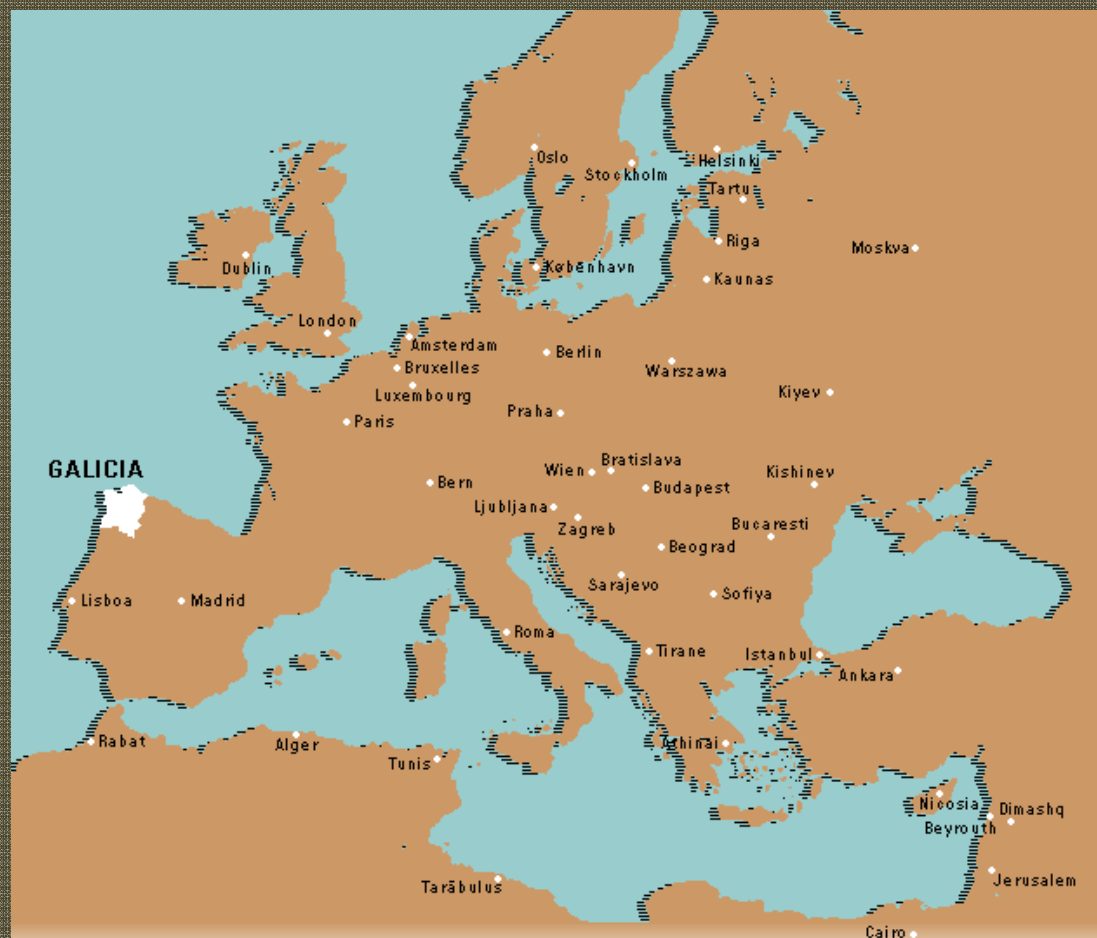 Oslo
Stockholm
Helsinki
Tartu
Riga
Moskva
Dublin
København
Kaunas
London
Amsterdam
Berlin
Bruxelles
Warszawa
Luxembourg
Kiyev
Praha
Paris
GALICIA
Wien
Bratislava
Kishinev
Bern
Budapest
Ljubljana
Zagreb
Bucaresti
Beograd
Sarajevo
Sofiya
Lisboa
Madrid
Roma
Tirane
Istanbul
Ankara
Rabat
Alger
Athinai
Tunis
Nicosia
Dimashq
Beyrouth
Tarābulus
Jerusalem
Cairo